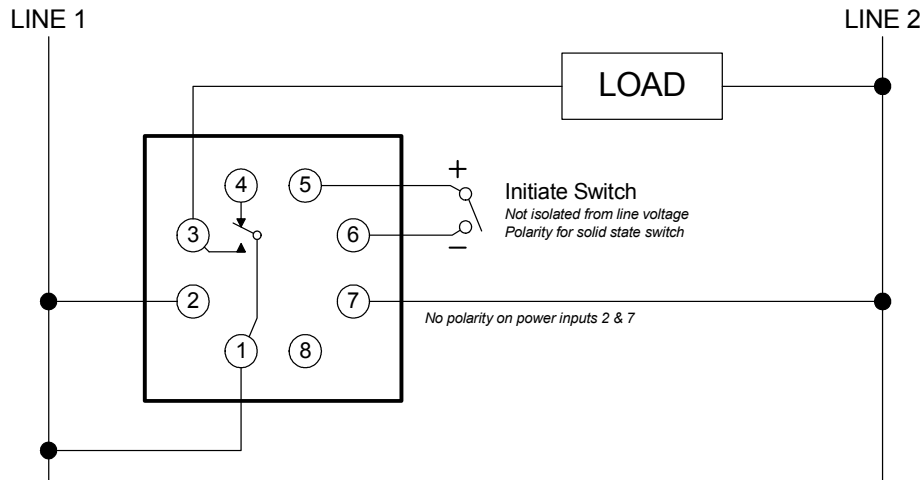 LINE 1
LINE 2
LOAD
4
5
+
Initiate Switch
Not isolated from line voltage
Polarity for solid state switch
3
6
−
2
7
No polarity on power inputs 2 & 7
1
8